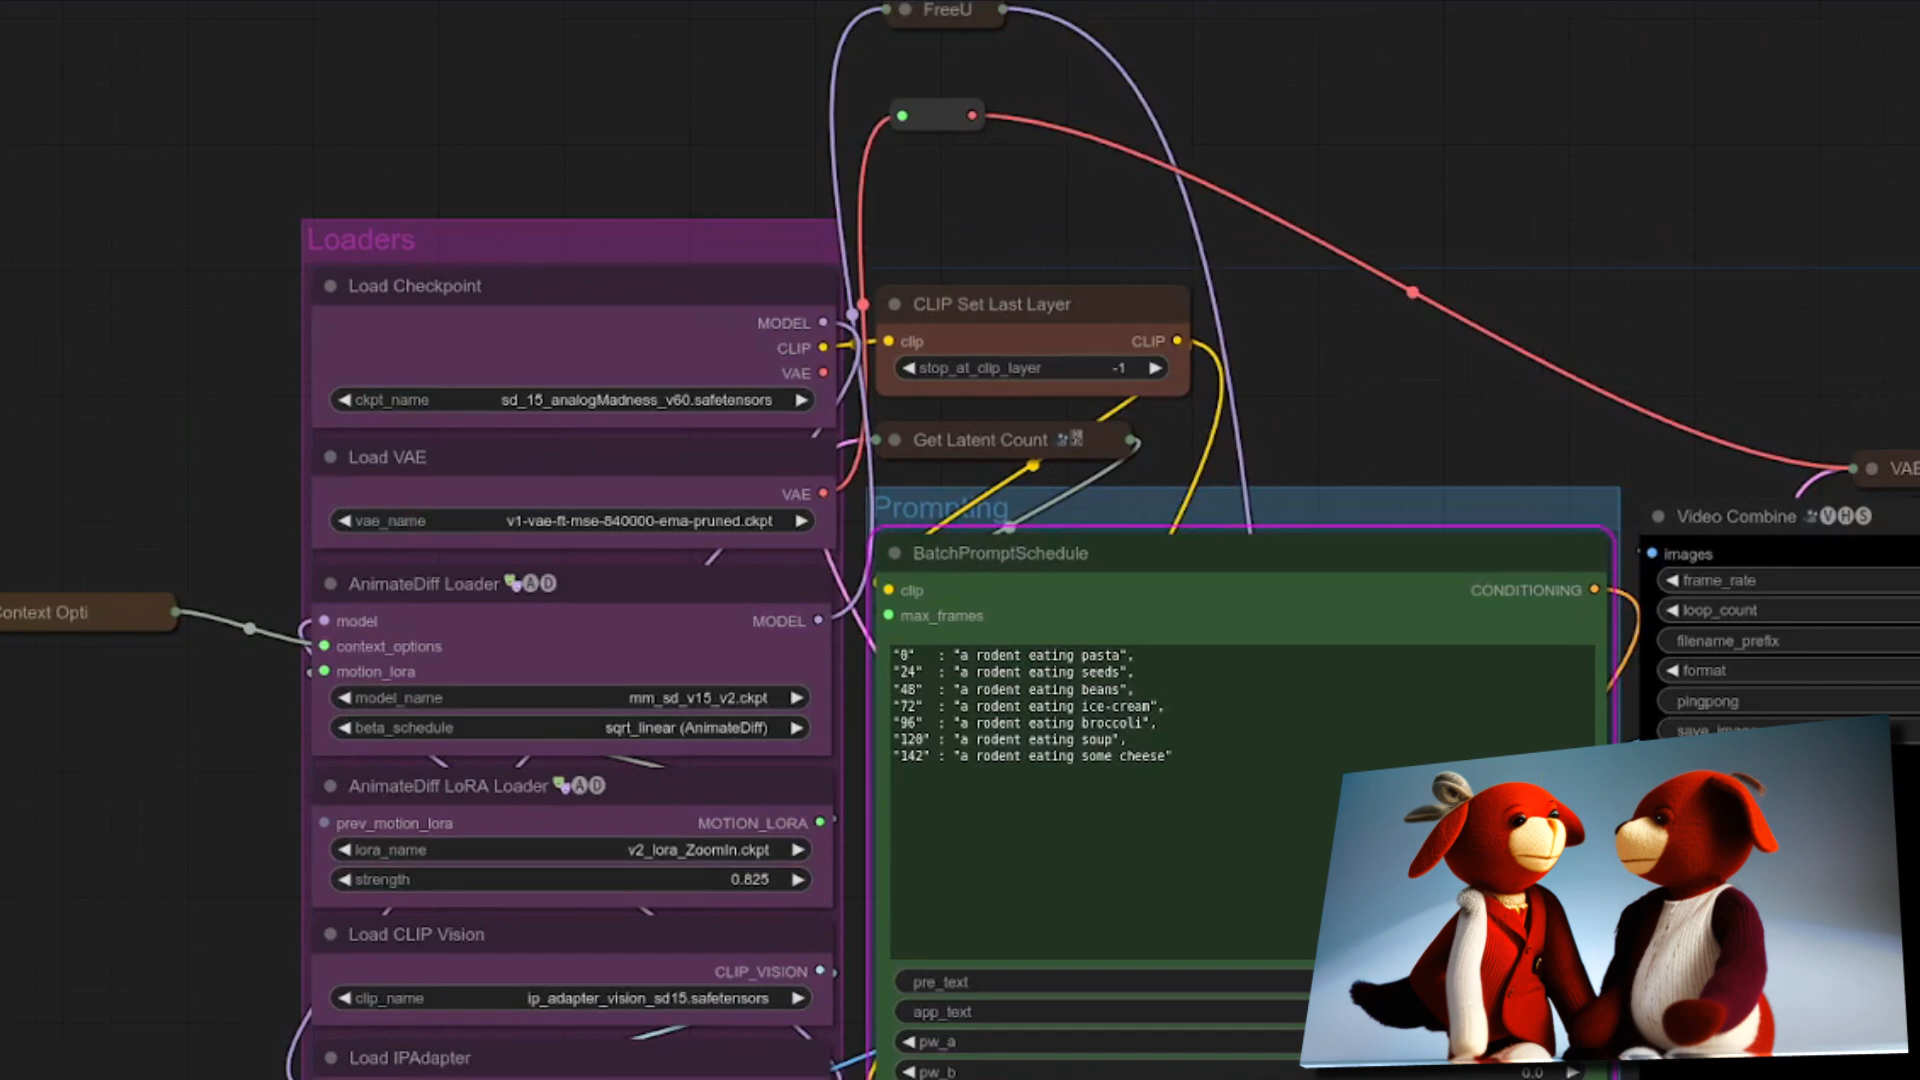 FreeU
Loaders
Load Checkpoint
MODEL
CLIP
VAE
ckpt_name sd_15_analogMadness_v60.safetensors
Load VAE
VAE
vae_name v1-vae-ft-mse-840000-ema-pruned.ckpt
Context Opti
AnimateDiff Loader AD
model MODEL
context_options
motion_lora
model_name mm_sd_v15_v2.ckpt
beta_schedule sqrt_linear (AnimateDiff)
AnimateDiff LoRA Loader AD
prev_motion_lora MOTION_LORA
lora_name v2_lora_ZoomIn.ckpt
strength 0.825
Load CLIP Vision
CLIP_VISION
clip_name ip_adapter_vision_sd15.safetensors
Load IPAdapter
CLIP Set Last Layer
clip CLIP
stop_at_clip_layer -1
Get Latent Count
Prompting
BatchPromptSchedule
clip CONDITIONING
max_frames
"0" : "a rodent eating pasta",
"24" : "a rodent eating seeds",
"48" : "a rodent eating beans",
"72" : "a rodent eating ice-cream",
"96" : "a rodent eating broccoli",
"120" : "a rodent eating soup",
"142" : "a rodent eating some cheese"
pre_text
app_text
pw_a
pw_b 0.0
VAE
Video Combine VHS
images
frame_rate
loop_count
filename_prefix
format
pingpong